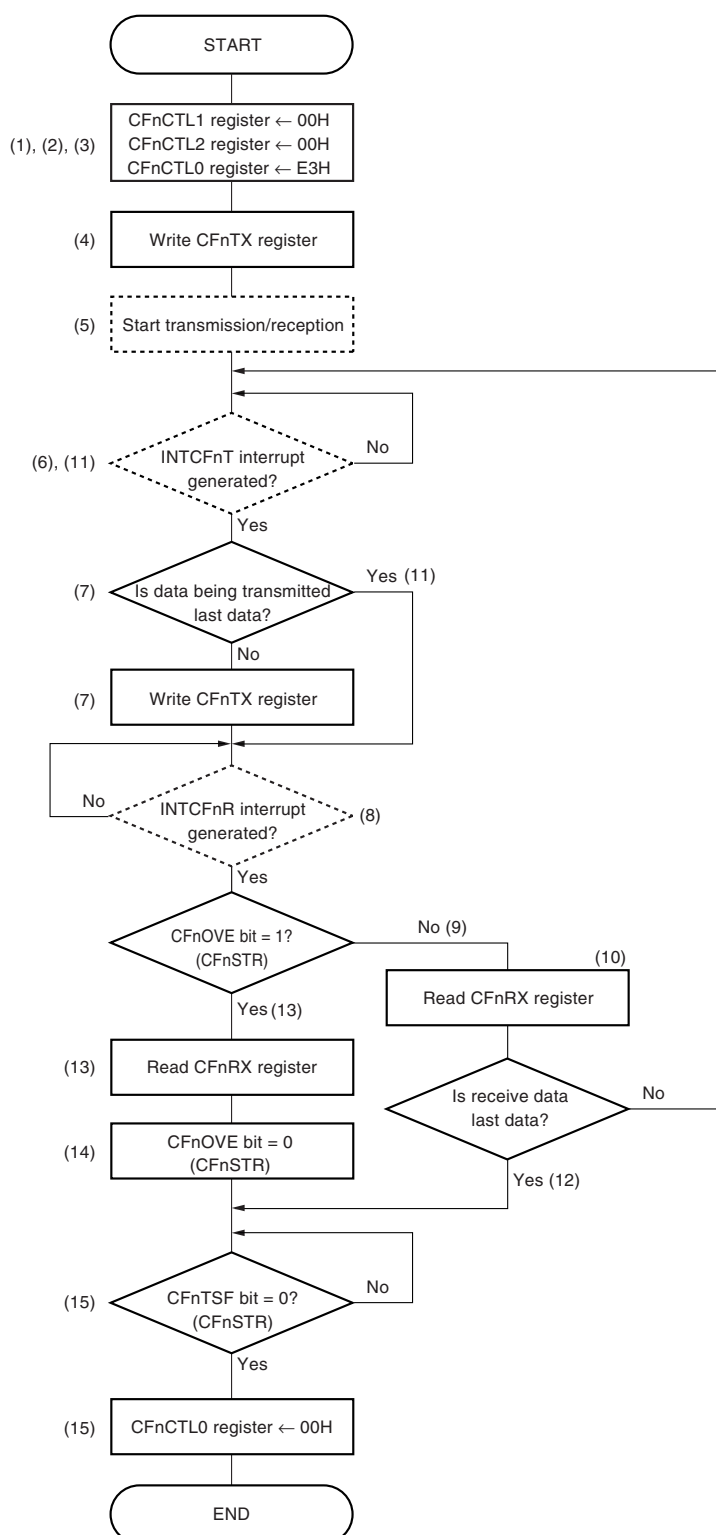 START
CFnCTL1 register ← 00H
(1), (2), (3)
CFnCTL2 register ← 00H
CFnCTL0 register ← E3H
(4)
Write CFnTX register
(5)
Start transmission/reception
(6), (11)
INTCFnT interrupt
generated?
No
Yes
(7)
Is data being transmitted
last data?
Yes (11)
No
(7)
Write CFnTX register
No
INTCFnR interrupt
generated?
(8)
Yes
CFnOVE bit = 1?
(CFnSTR)
No (9)
(10)
Read CFnRX register
Yes (13)
(13)
Read CFnRX register
Is receive data
last data?
No
(14)
CFnOVE bit = 0
(CFnSTR)
Yes (12)
(15)
CFnTSF bit = 0?
(CFnSTR)
No
Yes
(15)
CFnCTL0 register ← 00H
END